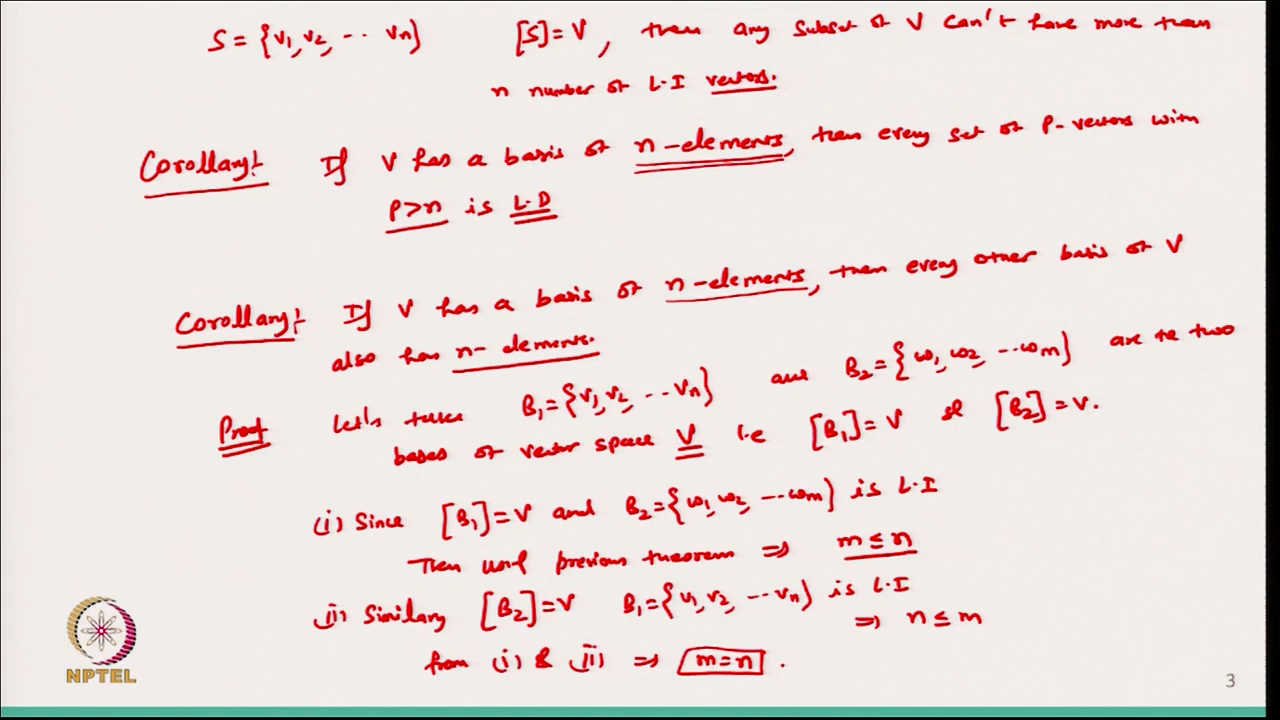 S = {v1, v2, ... vn} [S] = V, then any subset of V can't have more than
n number of L.I vectors.
Corollary! If V has a basis of n-elements, then every set of P-vectors with
P>n is L.D
Corollary! If V has a basis of n-elements, then every other basis of V
also has n-elements.
Proof Let's take B1 = {v1, v2, ... vn} and B2 = {w1, w2, ... wm} are the two
bases of vector space V i.e [B1] = V & [B2] = V.
(i) Since [B1] = V and B2 = {w1, w2, ... wm} is L.I
Then using previous theorem ⇒ m ≤ n
(ii) Similary [B2] = V B1 = {v1, v2, ... vn} is L.I
⇒ n ≤ m
from (i) & (ii) ⇒ m = n .
NPTEL
3